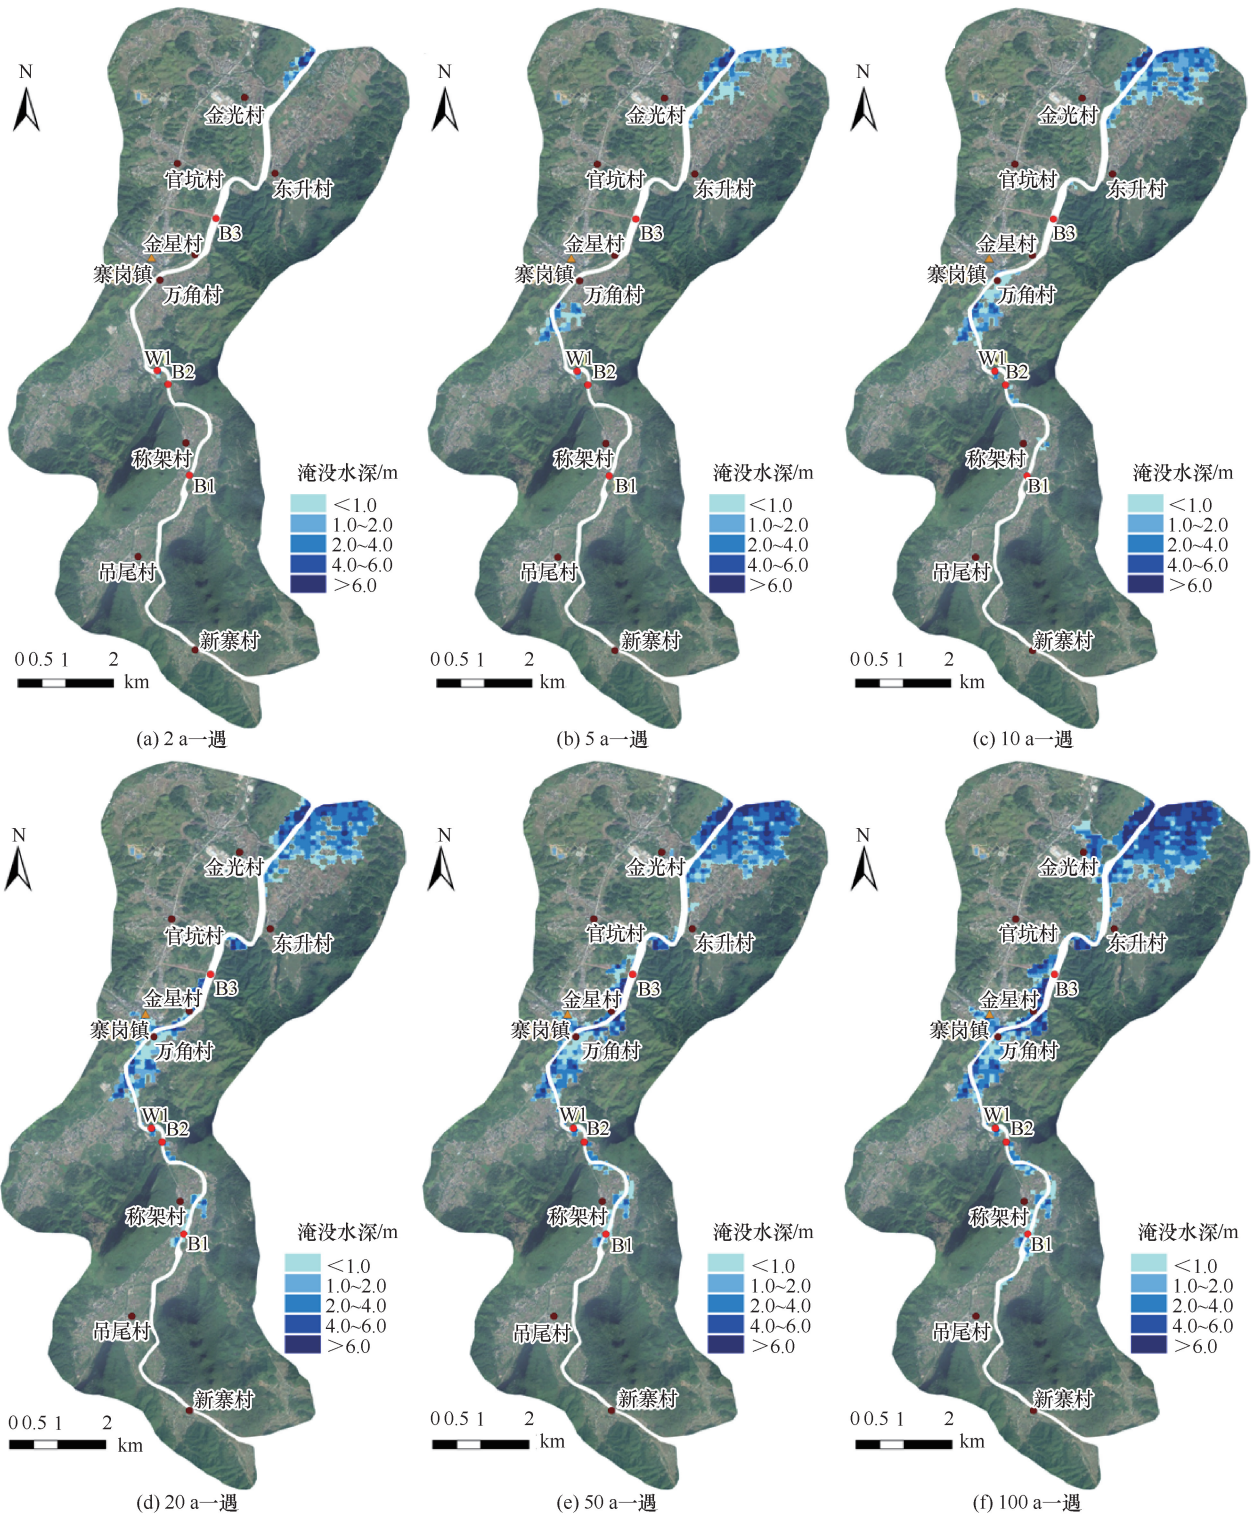 N
金光村
官坑村
东升村
B3
金星村
寨岗镇
万角村
W1
B2
称架村
B1
吊尾村
新寨村
淹没水深/m
＜1.0
1.0~2.0
2.0~4.0
4.0~6.0
＞6.0
0 0.5 1 2
km
(a) 2 a一遇
N
金光村
官坑村
东升村
B3
金星村
寨岗镇
万角村
W1
B2
称架村
B1
吊尾村
新寨村
淹没水深/m
＜1.0
1.0~2.0
2.0~4.0
4.0~6.0
＞6.0
0 0.5 1 2
km
(b) 5 a一遇
N
金光村
官坑村
东升村
B3
金星村
寨岗镇
万角村
W1
B2
称架村
B1
吊尾村
新寨村
淹没水深/m
＜1.0
1.0~2.0
2.0~4.0
4.0~6.0
＞6.0
0 0.5 1 2
km
(c) 10 a一遇
N
金光村
官坑村
东升村
B3
金星村
寨岗镇
万角村
W1
B2
称架村
B1
吊尾村
新寨村
淹没水深/m
＜1.0
1.0~2.0
2.0~4.0
4.0~6.0
＞6.0
0 0.5 1 2
km
(d) 20 a一遇
N
金光村
官坑村
东升村
B3
金星村
寨岗镇
万角村
W1
B2
称架村
B1
吊尾村
新寨村
淹没水深/m
＜1.0
1.0~2.0
2.0~4.0
4.0~6.0
＞6.0
0 0.5 1 2
km
(e) 50 a一遇
N
金光村
官坑村
东升村
B3
金星村
寨岗镇
万角村
W1
B2
称架村
B1
吊尾村
新寨村
淹没水深/m
＜1.0
1.0~2.0
2.0~4.0
4.0~6.0
＞6.0
0 0.5 1 2
km
(f) 100 a一遇